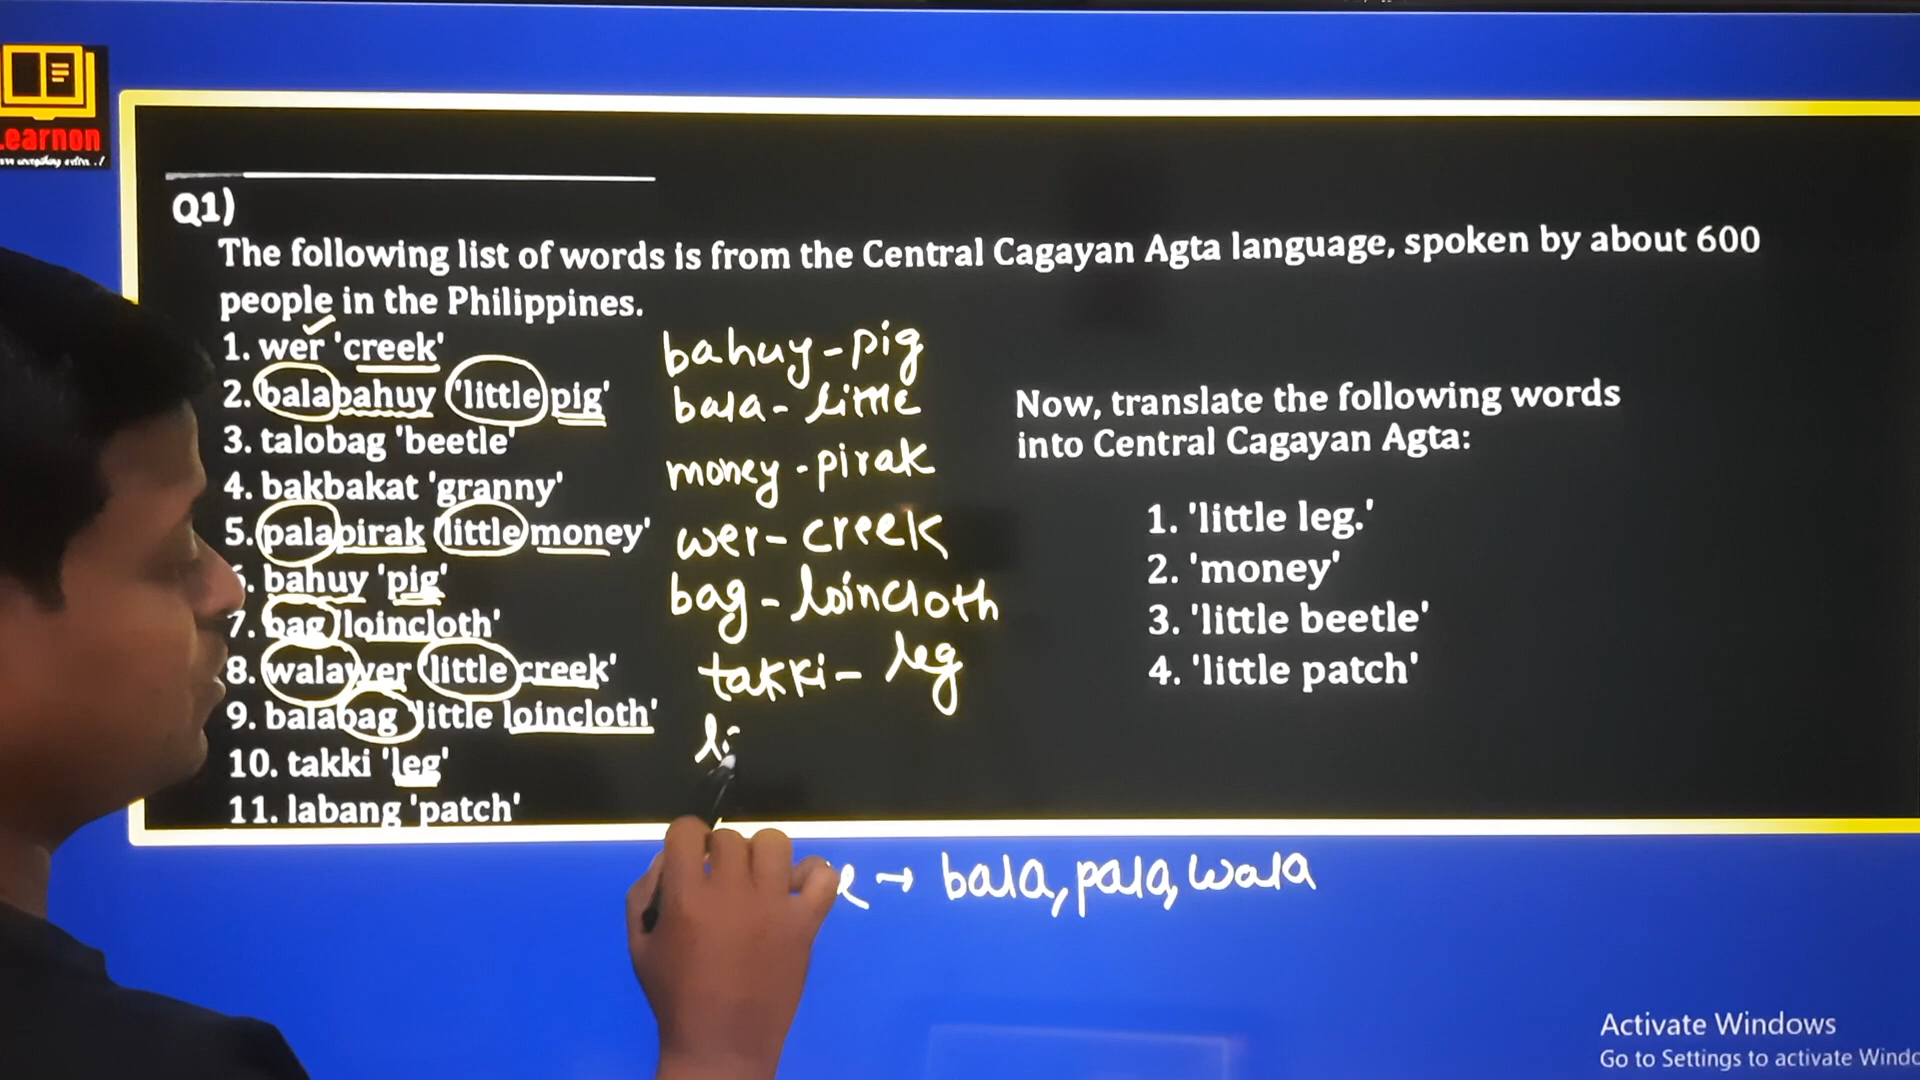 Learnon
Q1)
The following list of words is from the Central Cagayan Agta language, spoken by about 600
people in the Philippines.
1. wer 'creek'
2. balabahuy 'little pig'
3. talobag 'beetle'
4. bakbakat 'granny'
5. palapirak 'little money'
6. bahuy 'pig'
7. bag 'loincloth'
8. walawer 'little creek'
9. balabag 'little loincloth'
10. takki 'leg'
11. labang 'patch'
bahuy - pig
bala - little
money - pirak
wer - creek
bag - loincloth
takki - leg
li
Now, translate the following words
into Central Cagayan Agta:
1. 'little leg.'
2. 'money'
3. 'little beetle'
4. 'little patch'
e → bala, pala, wala
Activate Windows
Go to Settings to activate Windo